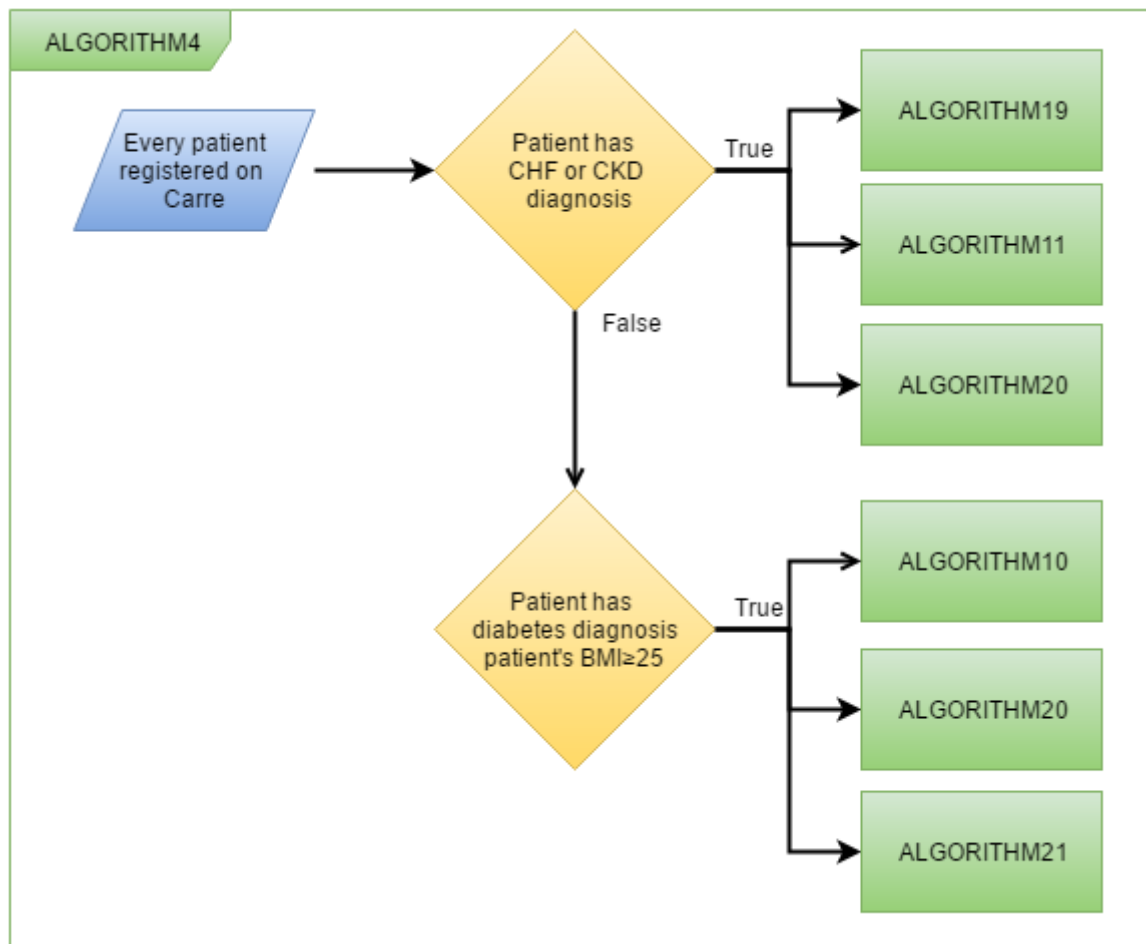 ALGORITHM4
Every patient
registered on
Carre
Patient has
CHF or CKD
diagnosis
True
ALGORITHM19
ALGORITHM11
ALGORITHM20
False
Patient has
diabetes diagnosis
patient's BMI≥25
True
ALGORITHM10
ALGORITHM20
ALGORITHM21